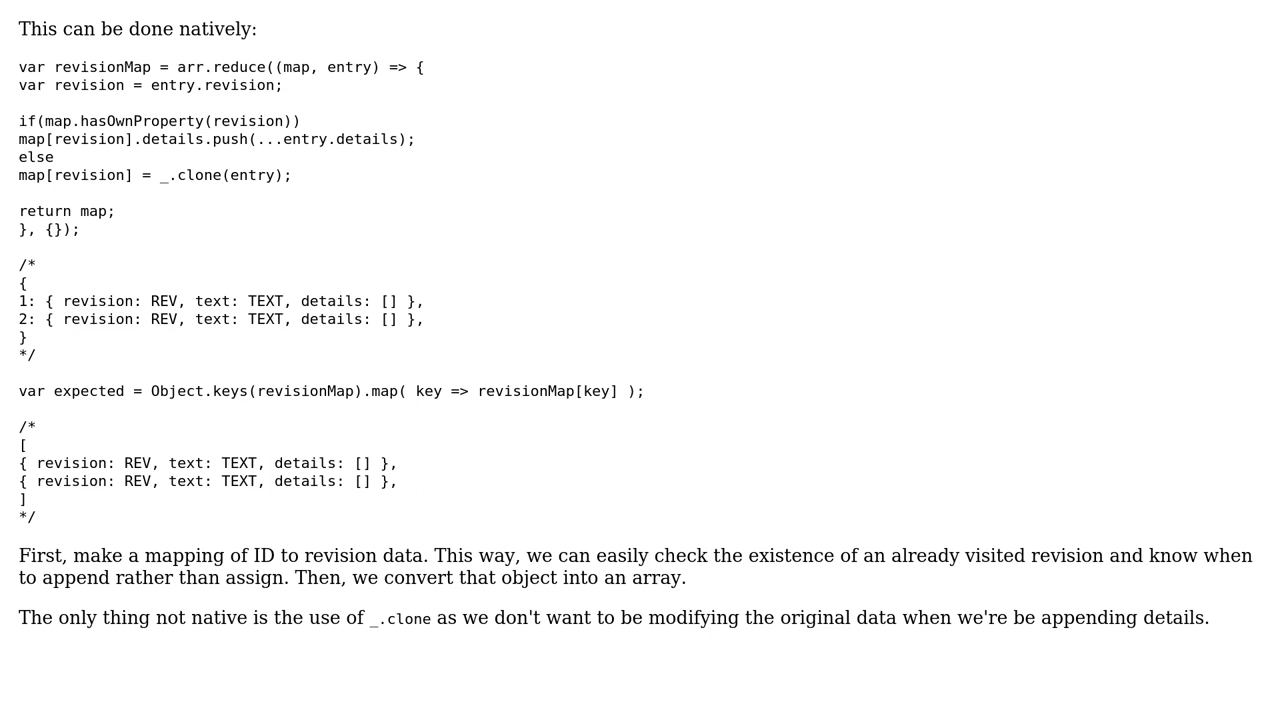 This can be done natively:
var revisionMap = arr.reduce((map, entry) => {
var revision = entry.revision;
if(map.hasOwnProperty(revision))
map[revision].details.push(...entry.details);
else
map[revision] = _.clone(entry);
return map;
}, {});
/*
{
1: { revision: REV, text: TEXT, details: [] },
2: { revision: REV, text: TEXT, details: [] },
}
*/
var expected = Object.keys(revisionMap).map( key => revisionMap[key] );
/*
[
{ revision: REV, text: TEXT, details: [] },
{ revision: REV, text: TEXT, details: [] },
]
*/
First, make a mapping of ID to revision data. This way, we can easily check the existence of an already visited revision and know when
to append rather than assign. Then, we convert that object into an array.
The only thing not native is the use of _.clone as we don't want to be modifying the original data when we're be appending details.